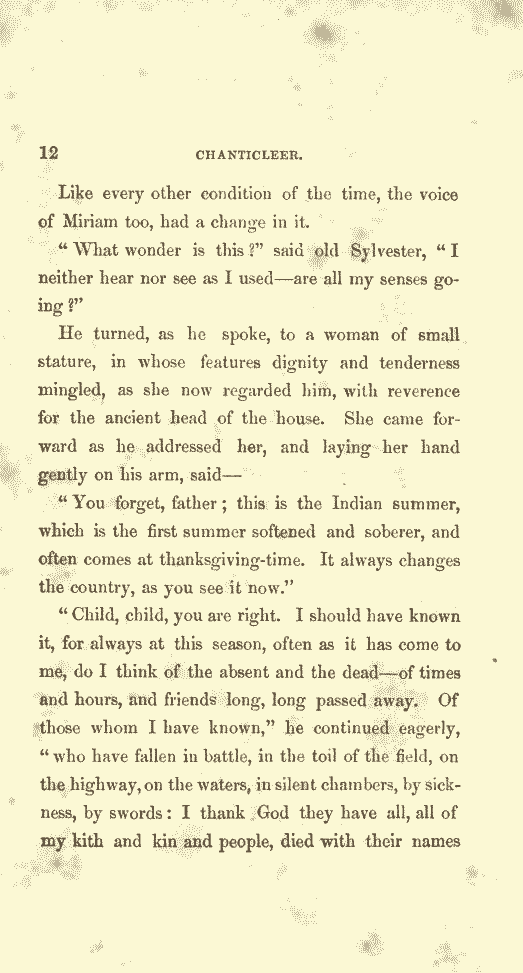 12 CHANTICLEER.
Like every other condition of the time, the voice
of Miriam too, had a change in it.
“ What wonder is this ?” said old Sylvester, “ I
neither hear nor see as I used—are all my senses go-
ing ?”
He turned, as he spoke, to a woman of small
stature, in whose features dignity and tenderness
mingled, as she now regarded him, with reverence
for the ancient head of the house. She came for-
ward as he addressed her, and laying her hand
gently on his arm, said—
“ You forget, father ; this is the Indian summer,
which is the first summer softened and soberer, and
often comes at thanksgiving-time. It always changes
the country, as you see it now.”
“ Child, child, you are right. I should have known
it, for always at this season, often as it has come to
me, do I think of the absent and the dead—of times
and hours, and friends long, long passed away. Of
those whom I have known,” he continued eagerly,
“ who have fallen in battle, in the toil of the field, on
the highway, on the waters, in silent chambers, by sick-
ness, by swords : I thank God they have all, all of
my kith and kin and people, died with their names